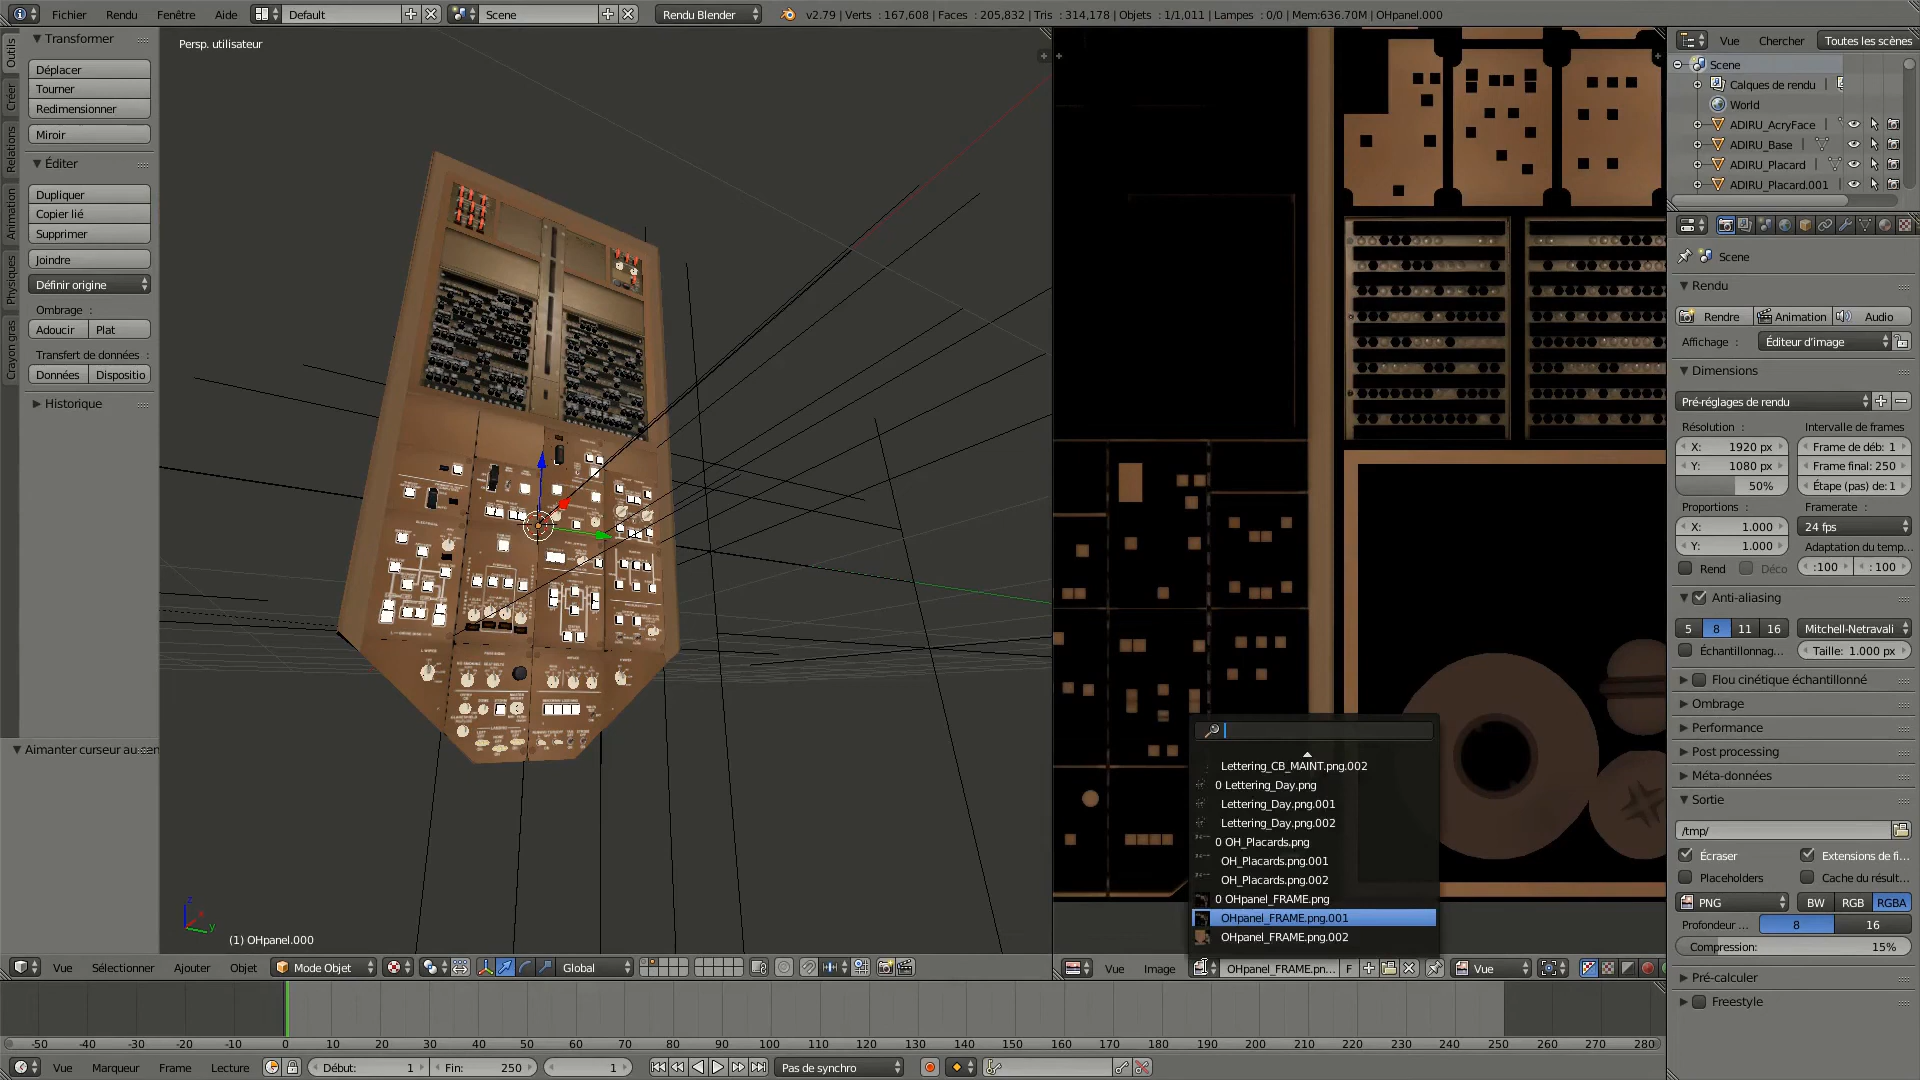 Fichier
Rendu
Fenêtre
Aide
Default
Scene
Rendu Blender
v2.79 | Verts : 167,608 | Faces : 205,832 | Tris : 314,178 | Objets : 1/1,011 | Lampes : 0/0 | Mem:636.70M | OHpanel.000
Outils
Créer
Relations
Animation
Physiques
Crayon gras
Transformer
Déplacer
Tourner
Redimensionner
Miroir
Éditer
Dupliquer
Copier lié
Supprimer
Joindre
Définir origine
Ombrage :
Adoucir
Plat
Transfert de données :
Données
Dispositio
Historique
Aimanter curseur au
Persp. utilisateur
(1) OHpanel.000
Vue
Sélectionner
Ajouter
Objet
Mode Objet
Global
Lettering_CB_MAINT.png.002
0 Lettering_Day.png
Lettering_Day.png.001
Lettering_Day.png.002
0 OH_Placards.png
OH_Placards.png.001
OH_Placards.png.002
0 OHpanel_FRAME.png
OHpanel_FRAME.png.001
OHpanel_FRAME.png.002
Vue
Image
OHpanel_FRAME.pn...
F
Vue
Vue
Chercher
Toutes les scènes
Scene
Calques de rendu
World
ADIRU_AcryFace
ADIRU_Base
ADIRU_Placard
ADIRU_Placard.001
Scene
Rendu
Rendre
Animation
Audio
Affichage :
Éditeur d'image
Dimensions
Pré-réglages de rendu
Résolution :
Intervalle de frames
X: 1920 px
Frame de déb: 1
Y: 1080 px
Frame final: 250
50%
Étape (pas) de: 1
Proportions :
Framerate :
X: 1.000
24 fps
Y: 1.000
Adaptation du temp...
Rend
Déco
:100
: 100
Anti-aliasing
5
8
11
16
Mitchell-Netravali
Échantillonnag...
Taille: 1.000 px
Flou cinétique échantillonné
Ombrage
Performance
Post processing
Méta-données
Sortie
/tmp/
Écraser
Extensions de fi...
Placeholders
Cache du résult...
PNG
BW
RGB
RGBA
Profondeur ...
8
16
Compression:
15%
Pré-calculer
Freestyle
-50
-40
-30
-20
-10
0
10
20
30
40
50
60
70
80
90
100
110
120
130
140
150
160
170
180
190
200
210
220
230
240
250
260
270
280
Vue
Marqueur
Frame
Lecture
Début: 1
Fin: 250
1
Pas de synchro